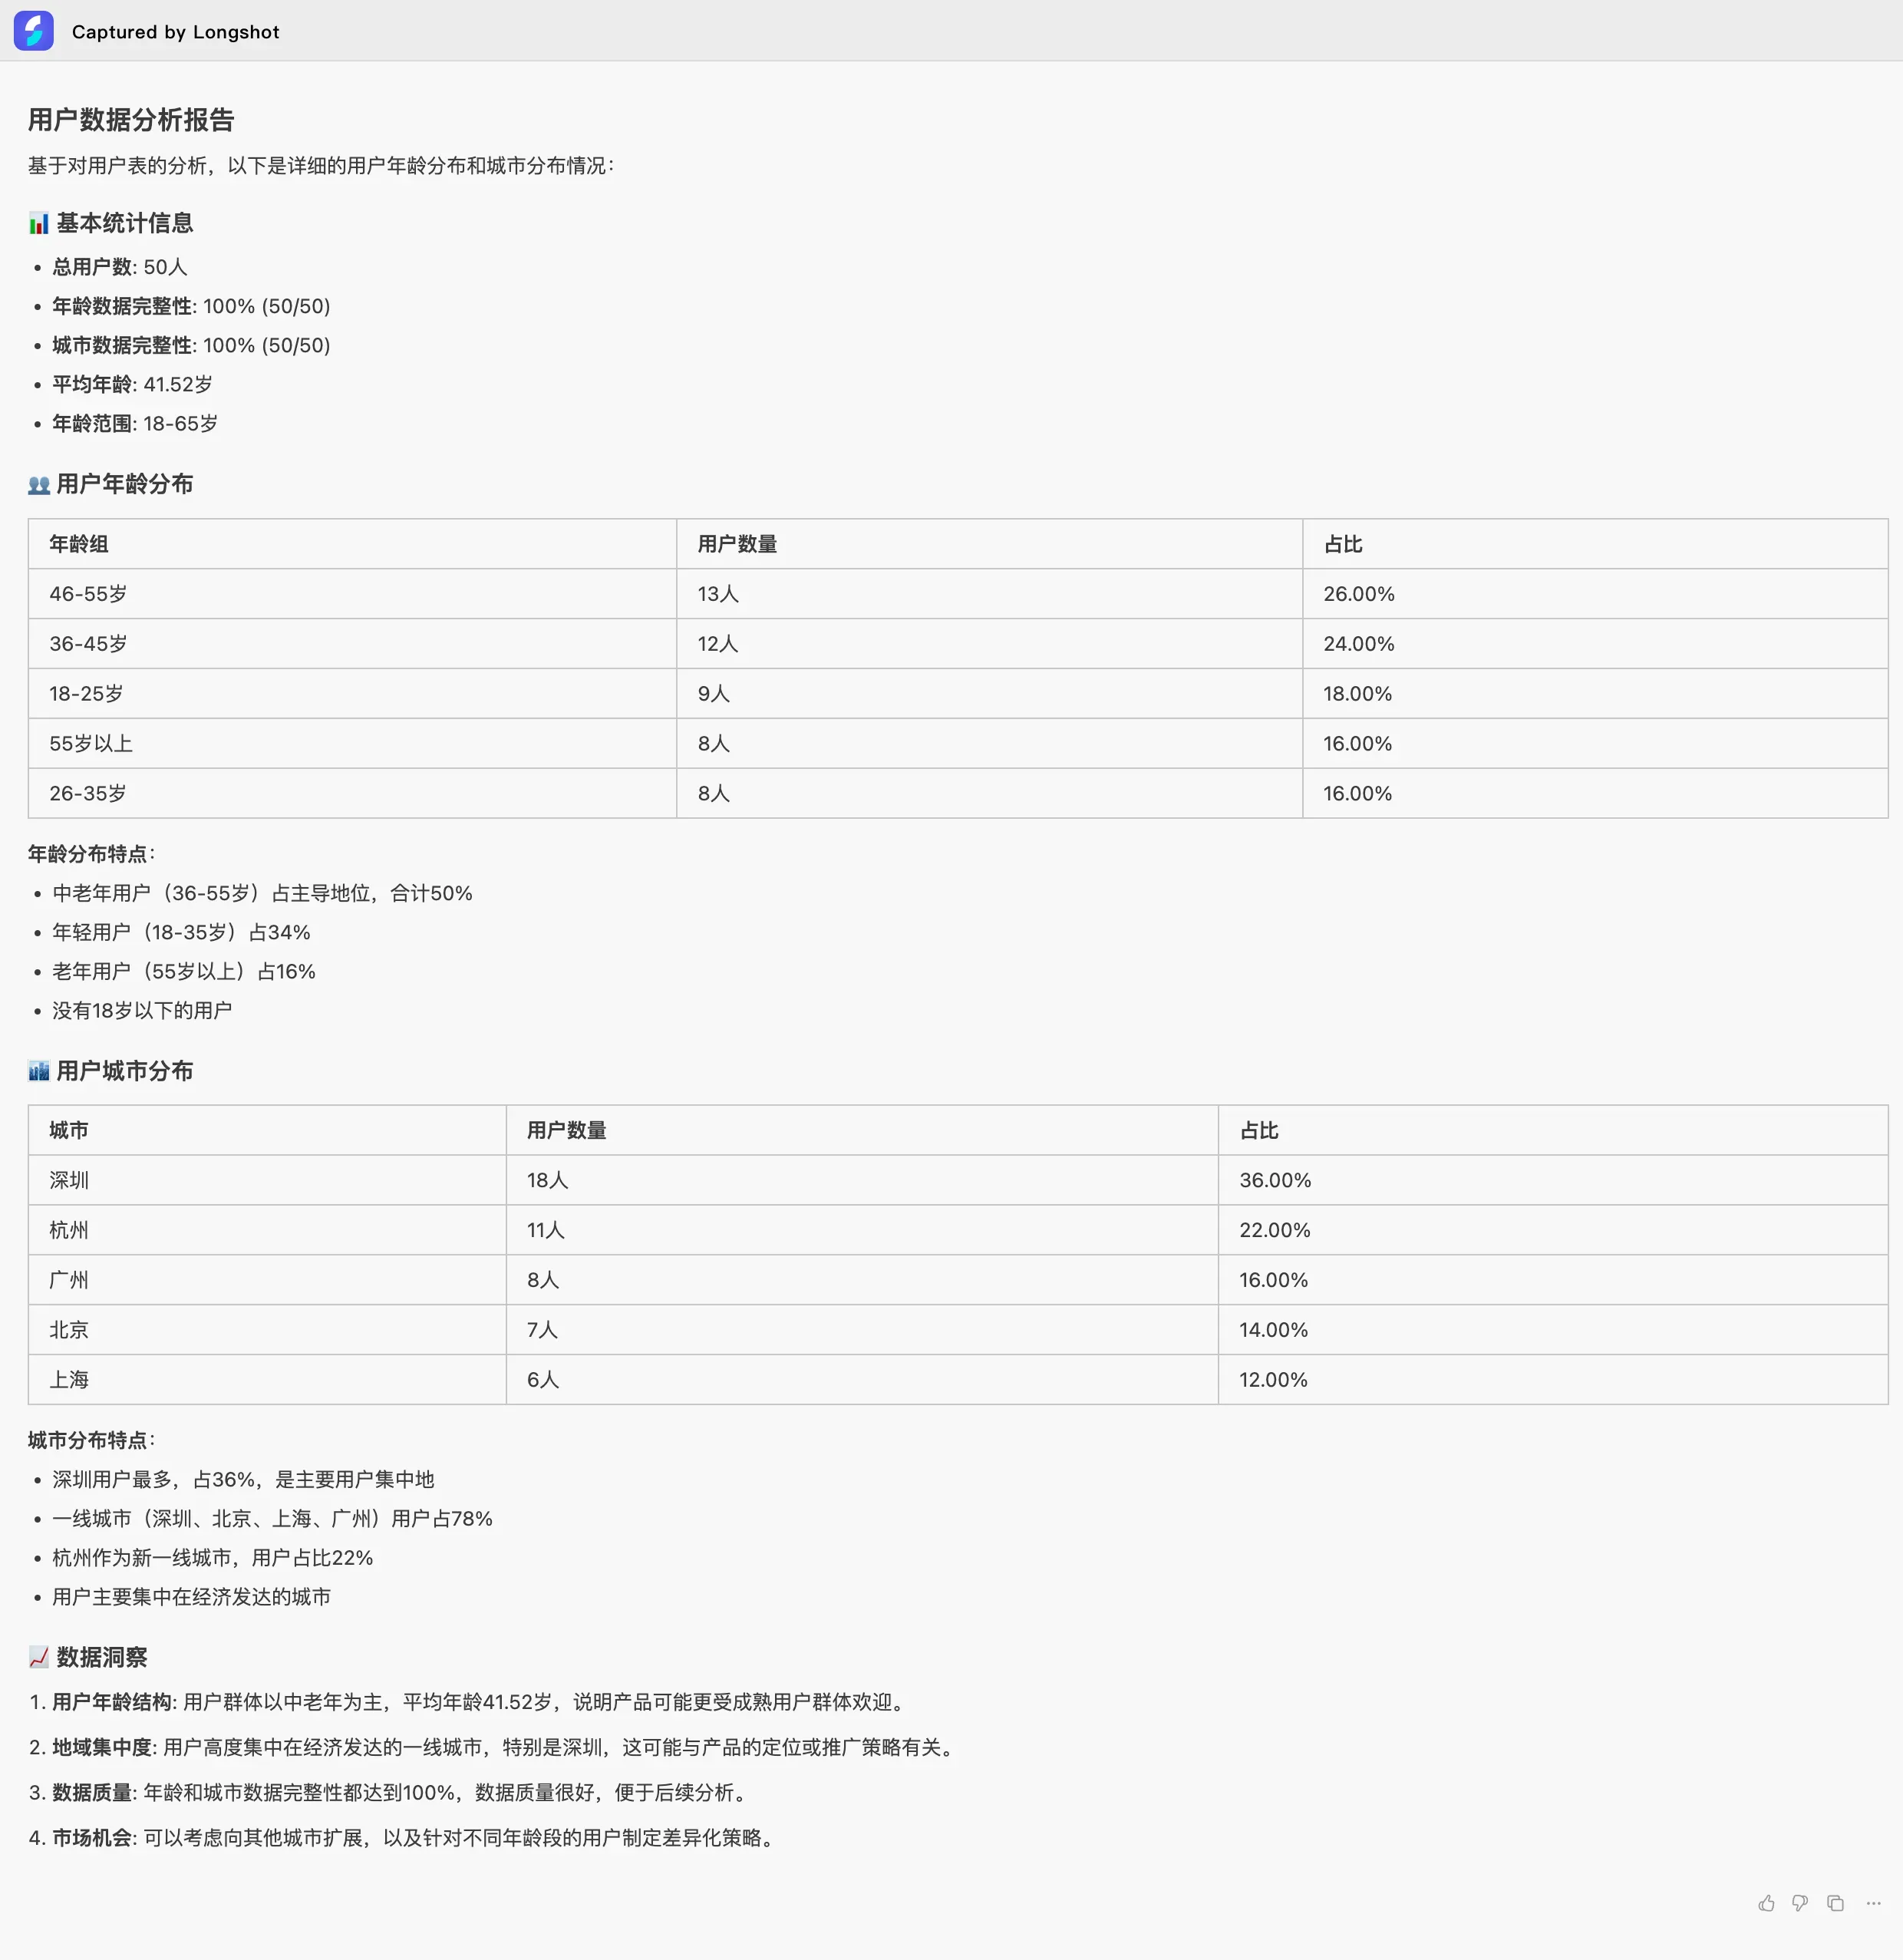 Captured by Longshot
用户数据分析报告
基于对用户表的分析，以下是详细的用户年龄分布和城市分布情况：
基本统计信息
• 总用户数: 50人
• 年龄数据完整性: 100% (50/50)
• 城市数据完整性: 100% (50/50)
• 平均年龄: 41.52岁
• 年龄范围: 18-65岁
用户年龄分布
年龄组 用户数量 占比
46-55岁 13人 26.00%
36-45岁 12人 24.00%
18-25岁 9人 18.00%
55岁以上 8人 16.00%
26-35岁 8人 16.00%
年龄分布特点：
• 中老年用户（36-55岁）占主导地位，合计50%
• 年轻用户（18-35岁）占34%
• 老年用户（55岁以上）占16%
• 没有18岁以下的用户
用户城市分布
城市 用户数量 占比
深圳 18人 36.00%
杭州 11人 22.00%
广州 8人 16.00%
北京 7人 14.00%
上海 6人 12.00%
城市分布特点：
• 深圳用户最多，占36%，是主要用户集中地
• 一线城市（深圳、北京、上海、广州）用户占78%
• 杭州作为新一线城市，用户占比22%
• 用户主要集中在经济发达的城市
数据洞察
1. 用户年龄结构: 用户群体以中老年为主，平均年龄41.52岁，说明产品可能更受成熟用户群体欢迎。
2. 地域集中度: 用户高度集中在经济发达的一线城市，特别是深圳，这可能与产品的定位或推广策略有关。
3. 数据质量: 年龄和城市数据完整性都达到100%，数据质量很好，便于后续分析。
4. 市场机会: 可以考虑向其他城市扩展，以及针对不同年龄段的用户制定差异化策略。